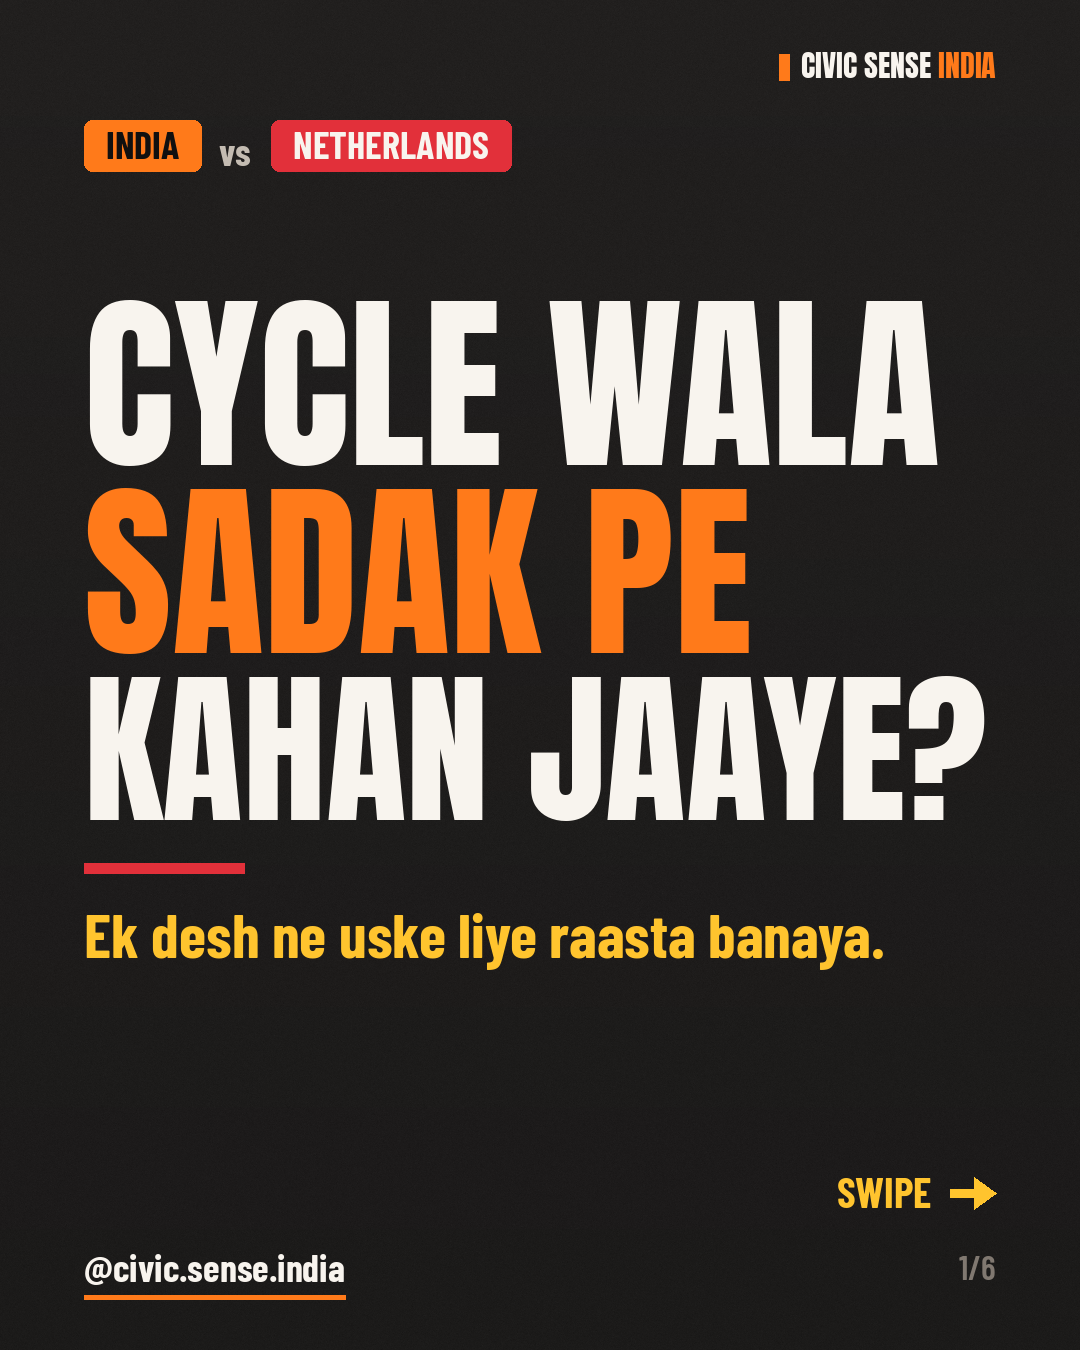 CIVIC SENSE INDIA
INDIA vs NETHERLANDS
CYCLE WALA
SADAK PE
KAHAN JAAYE?
Ek desh ne uske liye raasta banaya.
SWIPE
@civic.sense.india
1/6